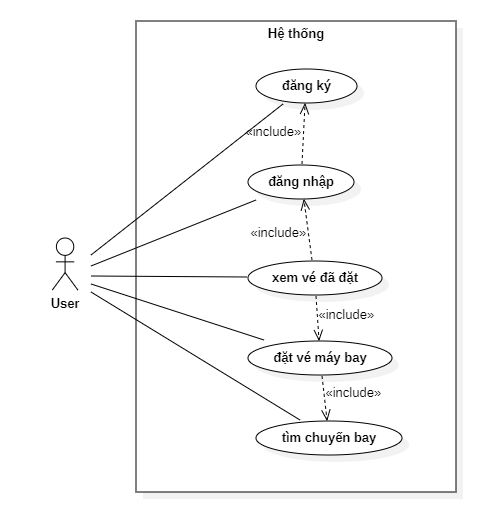 Hệ thống
đăng ký
«include»
đăng nhập
«include»
xem vé đã đặt
User
«include»
đặt vé máy bay
«include»
tìm chuyến bay